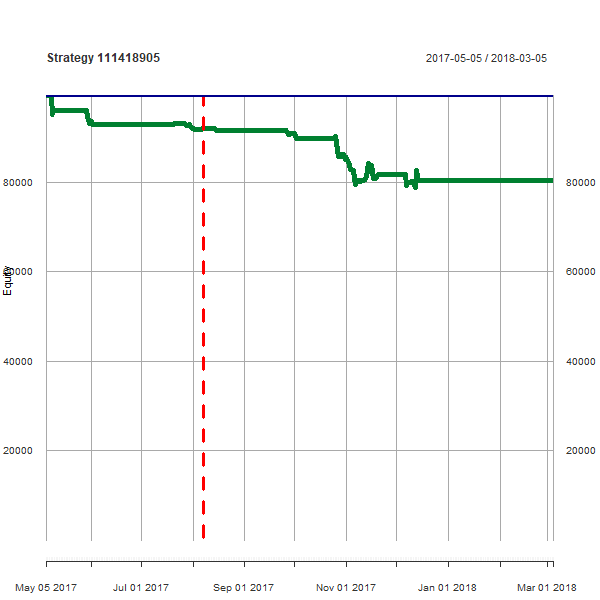 Strategy 111418905
2017-05-05 / 2018-03-05
80000
80000
60000
60000
Equity
40000
40000
20000
20000
May 05 2017
Jul 01 2017
Sep 01 2017
Nov 01 2017
Jan 01 2018
Mar 01 2018